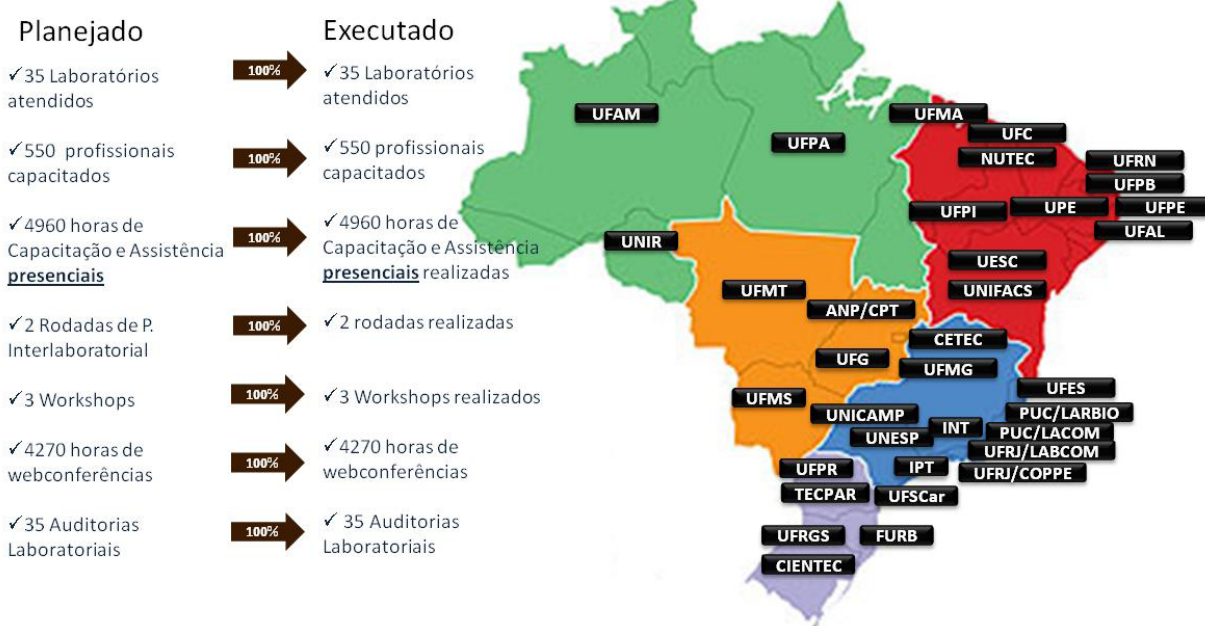 Planejado
✓35 Laboratórios
atendidos
✓550 profissionais
capacitados
✓4960 horas de
Capacitação e Assistência
presenciais
✓2 Rodadas de P.
Interlaboratorial
✓3 Workshops
✓4270 horas de
webconferências
✓35 Auditorias
Laboratoriais
100%
100%
100%
100%
100%
100%
100%
Executado
✓35 Laboratórios
atendidos
✓550 profissionais
capacitados
✓4960 horas de
Capacitação e Assistência
presenciais realizadas
✓2 rodadas realizadas
✓3 Workshops realizados
✓4270 horas de
webconferências
✓ 35 Auditorias
Laboratoriais
UFAM
UFPA
UNIR
UFMA
UFC
NUTEC
UFRN
UFPB
UFPI
UPE
UFPE
UFAL
UESC
UNIFACS
UFMT
ANP/CPT
UFG
UFMS
CETEC
UFMG
UFES
UNICAMP
PUC/LARBIO
INT
PUC/LACOM
UNESP
UFRJ/LABCOM
IPT
UFRJ/COPPE
UFSCar
UFPR
TECPAR
UFRGS
FURB
CIENTEC